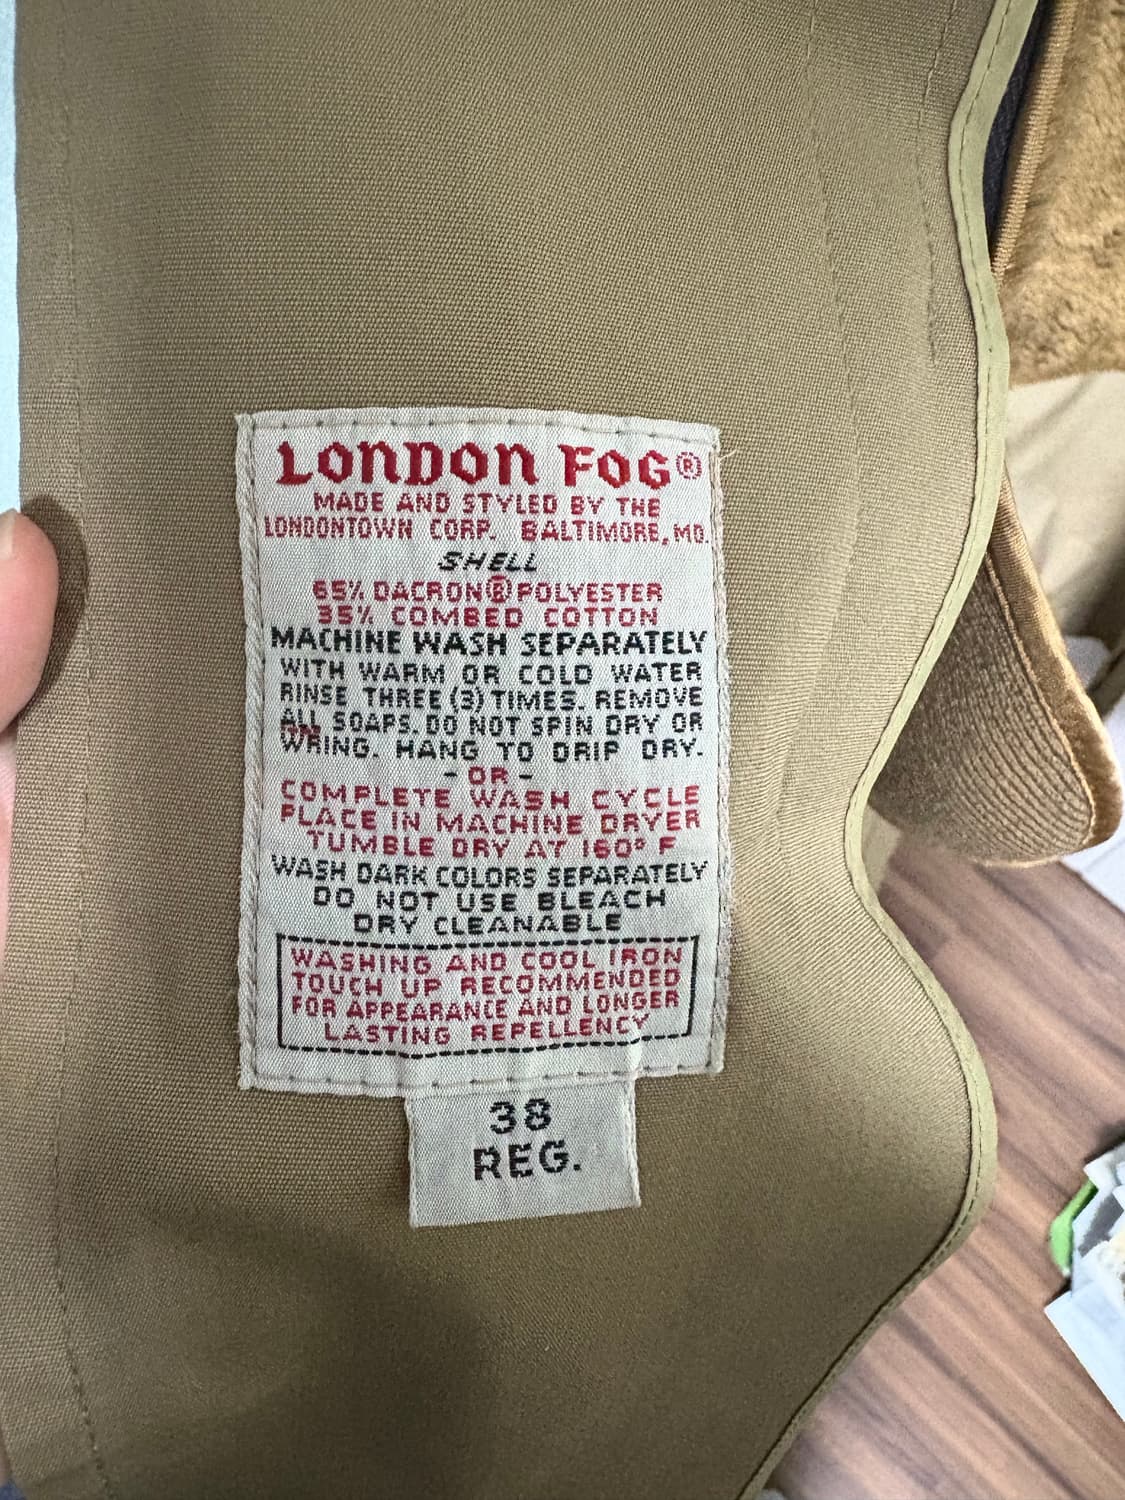 LONDON FOG®
MADE AND STYLED BY THE
LONDONTOWN CORP. BALTIMORE, MD.
SHELL
65% DACRON® POLYESTER
35% COMBED COTTON
MACHINE WASH SEPARATELY
WITH WARM OR COLD WATER
RINSE THREE (3) TIMES. REMOVE
ALL SOAPS. DO NOT SPIN DRY OR
WRING. HANG TO DRIP DRY.
- OR -
COMPLETE WASH CYCLE
PLACE IN MACHINE DRYER
TUMBLE DRY AT 160° F
WASH DARK COLORS SEPARATELY
DO NOT USE BLEACH
DRY CLEANABLE
WASHING AND COOL IRON
TOUCH UP RECOMMENDED
FOR APPEARANCE AND LONGER
LASTING REPELLENCY
38
REG.